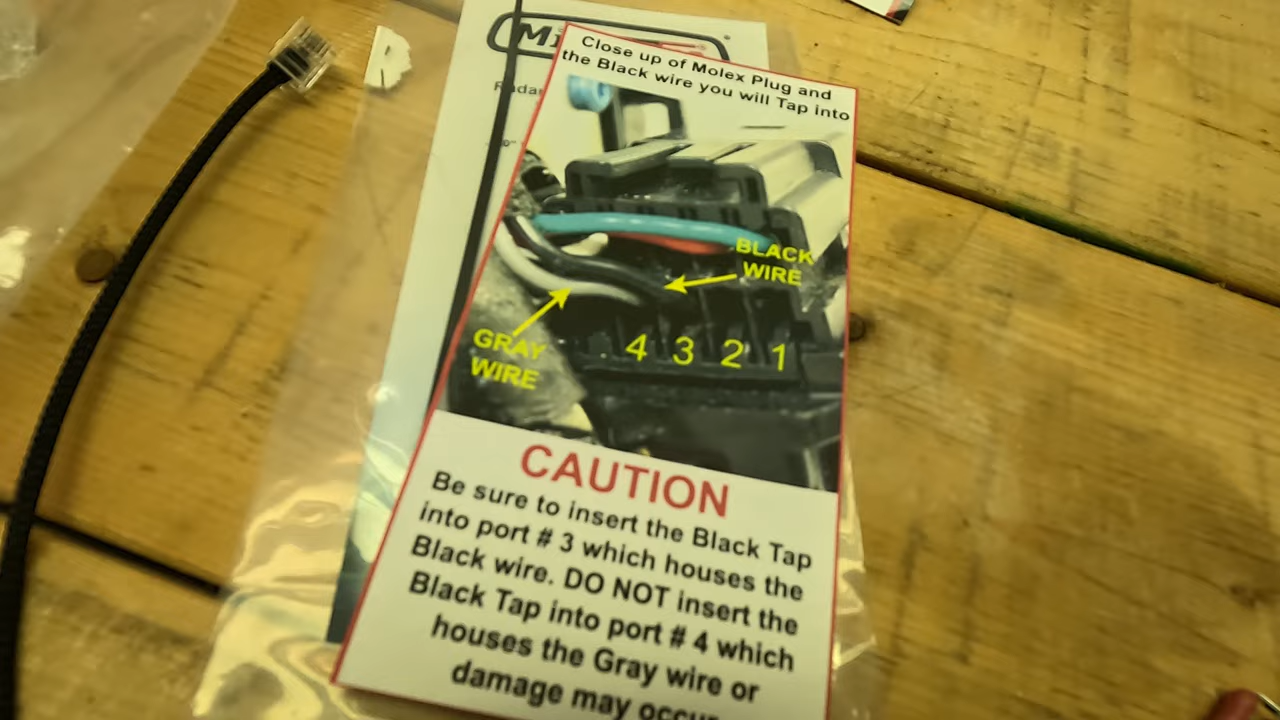 Close up of Molex Plug and
the Black wire you will Tap into
BLACK
WIRE
GRAY
WIRE
4 3 2 1
CAUTION
Be sure to insert the Black Tap
into port # 3 which houses the
Black wire. DO NOT insert the
Black Tap into port # 4 which
houses the Gray wire or
damage may occur